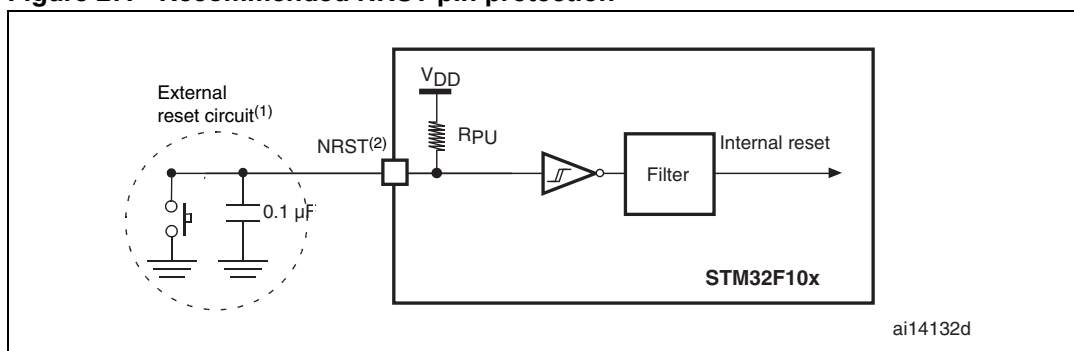 Figure Recommended NRST pin protection
VDD
External
reset circuit(1)
NRST(2)
RPU
Internal reset
Filter
0.1 µF
STM32F10x
ai14132d